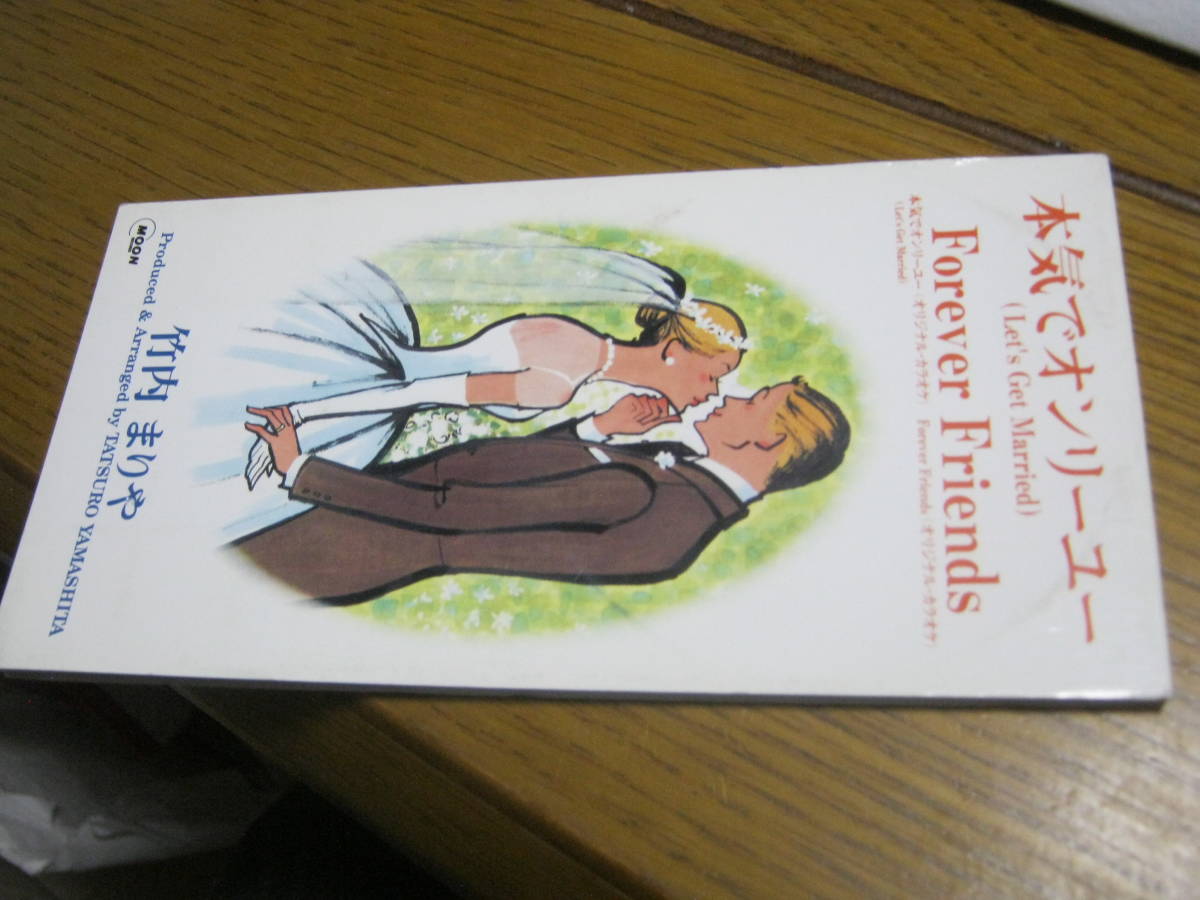 本気でオンリーユー
(Let's Get Married)
Forever Friends
本気でオンリーユー(オリジナル・カラオケ) Forever Friends(オリジナル・カラオケ)
(Let's Get Married)
竹内 まりや
Produced & Arranged by TATSURO YAMASHITA
MOON